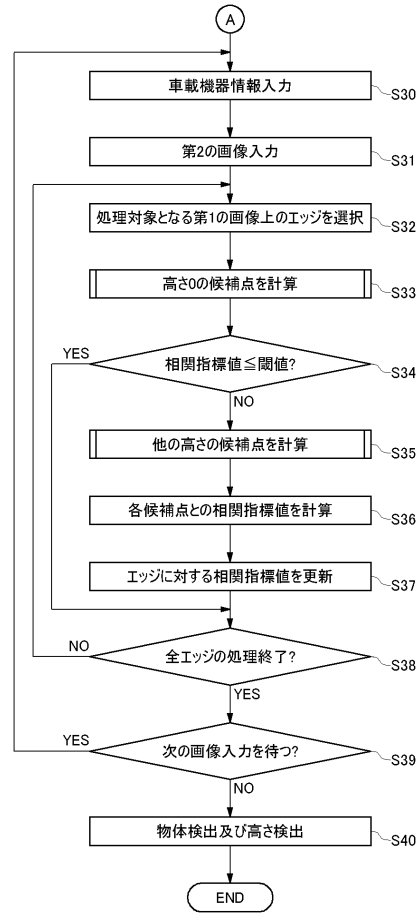 A
車載機器情報入力
S30
第2の画像入力
S31
処理対象となる第1の画像上のエッジを選択
S32
高さ0の候補点を計算
S33
YES
相関指標値≦閾値?
S34
NO
他の高さの候補点を計算
S35
各候補点との相関指標値を計算
S36
エッジに対する相関指標値を更新
S37
NO
全エッジの処理終了?
S38
YES
YES
次の画像入力を待つ?
S39
NO
物体検出及び高さ検出
S40
END